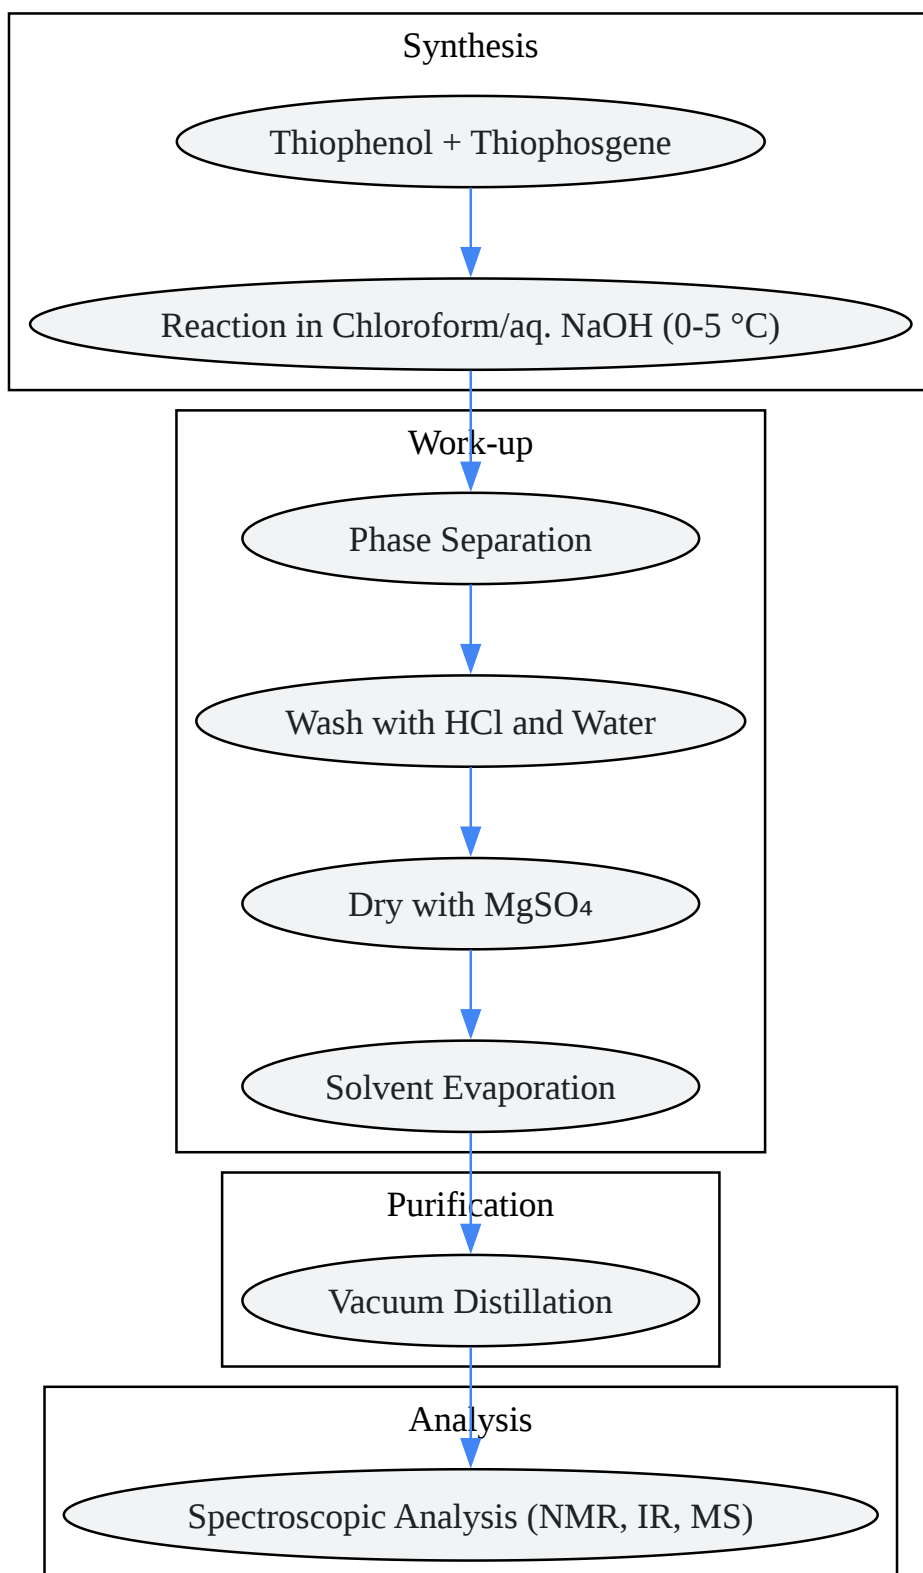 Synthesis
Thiophenol + Thiophosgene
Reaction in Chloroform/aq. NaOH (0-5 °C)
Work-up
Phase Separation
Wash with HCl and Water
Dry with MgSO₄
Solvent Evaporation
Purification
Vacuum Distillation
Analysis
Spectroscopic Analysis (NMR, IR, MS)